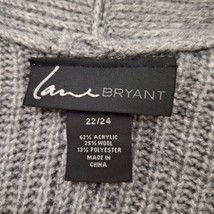 Lane BRYANT
22/24
62% ACRYLIC
25% WOOL
13% POLYESTER
MADE IN
CHINA